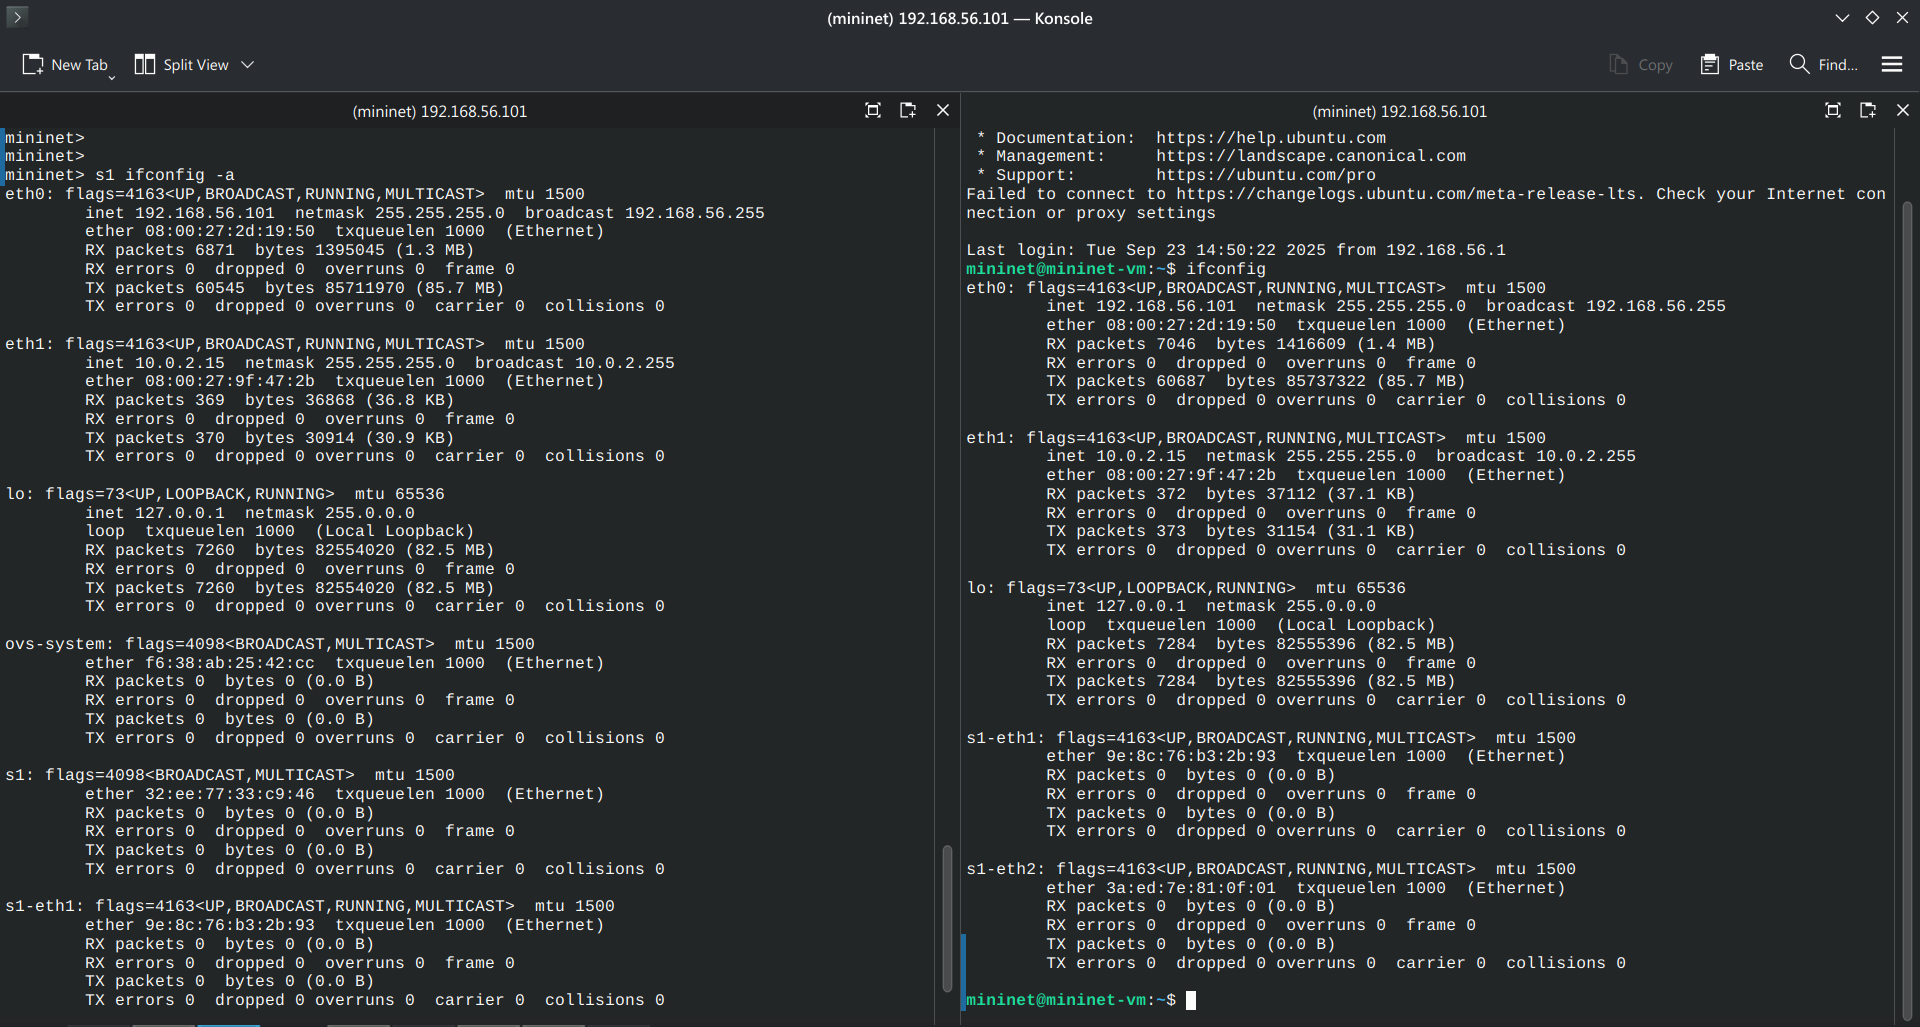 (mininet) 192.168.56.101 — Konsole
New Tab
Split View
Copy
Paste
Find...
(mininet) 192.168.56.101
mininet>
mininet>
mininet> s1 ifconfig -a
eth0: flags=4163<UP,BROADCAST,RUNNING,MULTICAST>  mtu 1500
        inet 192.168.56.101  netmask 255.255.255.0  broadcast 192.168.56.255
        ether 08:00:27:2d:19:50  txqueuelen 1000  (Ethernet)
        RX packets 6871  bytes 1395045 (1.3 MB)
        RX errors 0  dropped 0  overruns 0  frame 0
        TX packets 60545  bytes 85711970 (85.7 MB)
        TX errors 0  dropped 0 overruns 0  carrier 0  collisions 0

eth1: flags=4163<UP,BROADCAST,RUNNING,MULTICAST>  mtu 1500
        inet 10.0.2.15  netmask 255.255.255.0  broadcast 10.0.2.255
        ether 08:00:27:9f:47:2b  txqueuelen 1000  (Ethernet)
        RX packets 369  bytes 36868 (36.8 KB)
        RX errors 0  dropped 0  overruns 0  frame 0
        TX packets 370  bytes 30914 (30.9 KB)
        TX errors 0  dropped 0 overruns 0  carrier 0  collisions 0

lo: flags=73<UP,LOOPBACK,RUNNING>  mtu 65536
        inet 127.0.0.1  netmask 255.0.0.0
        loop  txqueuelen 1000  (Local Loopback)
        RX packets 7260  bytes 82554020 (82.5 MB)
        RX errors 0  dropped 0  overruns 0  frame 0
        TX packets 7260  bytes 82554020 (82.5 MB)
        TX errors 0  dropped 0 overruns 0  carrier 0  collisions 0

ovs-system: flags=4098<BROADCAST,MULTICAST>  mtu 1500
        ether f6:38:ab:25:42:cc  txqueuelen 1000  (Ethernet)
        RX packets 0  bytes 0 (0.0 B)
        RX errors 0  dropped 0  overruns 0  frame 0
        TX packets 0  bytes 0 (0.0 B)
        TX errors 0  dropped 0 overruns 0  carrier 0  collisions 0

s1: flags=4098<BROADCAST,MULTICAST>  mtu 1500
        ether 32:ee:77:33:c9:46  txqueuelen 1000  (Ethernet)
        RX packets 0  bytes 0 (0.0 B)
        RX errors 0  dropped 0  overruns 0  frame 0
        TX packets 0  bytes 0 (0.0 B)
        TX errors 0  dropped 0 overruns 0  carrier 0  collisions 0

s1-eth1: flags=4163<UP,BROADCAST,RUNNING,MULTICAST>  mtu 1500
        ether 9e:8c:76:b3:2b:93  txqueuelen 1000  (Ethernet)
        RX packets 0  bytes 0 (0.0 B)
        RX errors 0  dropped 0  overruns 0  frame 0
        TX packets 0  bytes 0 (0.0 B)
        TX errors 0  dropped 0 overruns 0  carrier 0  collisions 0
(mininet) 192.168.56.101
 * Documentation:  https://help.ubuntu.com
 * Management:     https://landscape.canonical.com
 * Support:        https://ubuntu.com/pro
Failed to connect to https://changelogs.ubuntu.com/meta-release-lts. Check your Internet con
nection or proxy settings

Last login: Tue Sep 23 14:50:22 2025 from 192.168.56.1
mininet@mininet-vm:~$ ifconfig
eth0: flags=4163<UP,BROADCAST,RUNNING,MULTICAST>  mtu 1500
        inet 192.168.56.101  netmask 255.255.255.0  broadcast 192.168.56.255
        ether 08:00:27:2d:19:50  txqueuelen 1000  (Ethernet)
        RX packets 7046  bytes 1416609 (1.4 MB)
        RX errors 0  dropped 0  overruns 0  frame 0
        TX packets 60687  bytes 85737322 (85.7 MB)
        TX errors 0  dropped 0 overruns 0  carrier 0  collisions 0

eth1: flags=4163<UP,BROADCAST,RUNNING,MULTICAST>  mtu 1500
        inet 10.0.2.15  netmask 255.255.255.0  broadcast 10.0.2.255
        ether 08:00:27:9f:47:2b  txqueuelen 1000  (Ethernet)
        RX packets 372  bytes 37112 (37.1 KB)
        RX errors 0  dropped 0  overruns 0  frame 0
        TX packets 373  bytes 31154 (31.1 KB)
        TX errors 0  dropped 0 overruns 0  carrier 0  collisions 0

lo: flags=73<UP,LOOPBACK,RUNNING>  mtu 65536
        inet 127.0.0.1  netmask 255.0.0.0
        loop  txqueuelen 1000  (Local Loopback)
        RX packets 7284  bytes 82555396 (82.5 MB)
        RX errors 0  dropped 0  overruns 0  frame 0
        TX packets 7284  bytes 82555396 (82.5 MB)
        TX errors 0  dropped 0 overruns 0  carrier 0  collisions 0

s1-eth1: flags=4163<UP,BROADCAST,RUNNING,MULTICAST>  mtu 1500
        ether 9e:8c:76:b3:2b:93  txqueuelen 1000  (Ethernet)
        RX packets 0  bytes 0 (0.0 B)
        RX errors 0  dropped 0  overruns 0  frame 0
        TX packets 0  bytes 0 (0.0 B)
        TX errors 0  dropped 0 overruns 0  carrier 0  collisions 0

s1-eth2: flags=4163<UP,BROADCAST,RUNNING,MULTICAST>  mtu 1500
        ether 3a:ed:7e:81:0f:01  txqueuelen 1000  (Ethernet)
        RX packets 0  bytes 0 (0.0 B)
        RX errors 0  dropped 0  overruns 0  frame 0
        TX packets 0  bytes 0 (0.0 B)
        TX errors 0  dropped 0 overruns 0  carrier 0  collisions 0

mininet@mininet-vm:~$